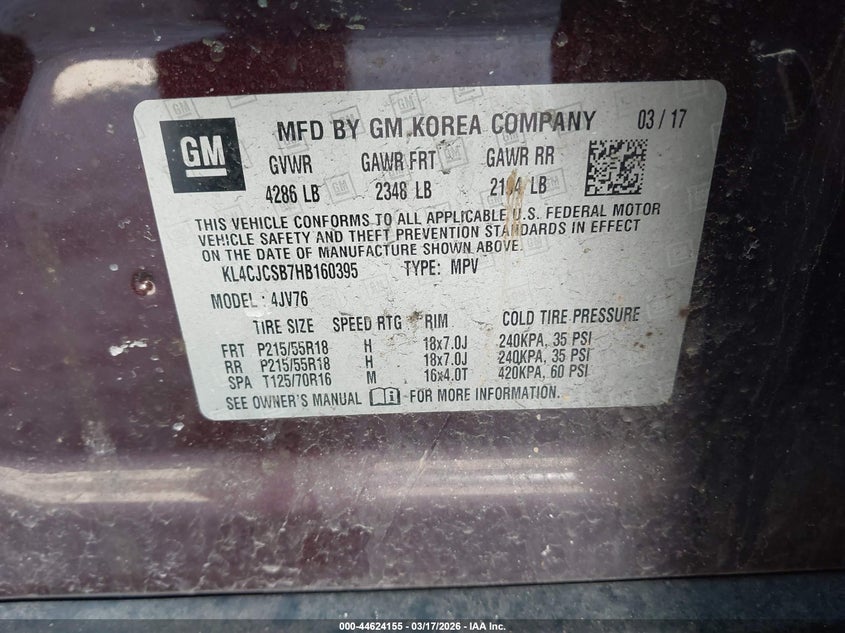 GM
MFD BY GM KOREA COMPANY 03 / 17
GVWR GAWR FRT GAWR RR
4286 LB 2348 LB LB
THIS VEHICLE CONFORMS TO ALL APPLICABLE U.S. FEDERAL MOTOR
VEHICLE SAFETY AND THEFT PREVENTION STANDARDS IN EFFECT
ON THE DATE OF MANUFACTURE SHOWN ABOVE.
KL4CJCSB7HB160395 TYPE: MPV
MODEL : 4JV76
TIRE SIZE SPEED RTG RIM COLD TIRE PRESSURE
FRT P215/55R18 H 18x7.0J 240KPA, 35 PSI
RR P215/55R18 H 18x7.0J 240KPA, 35 PSI
SPA T125/70R16 M 16x4.0T 420KPA, 60 PSI
SEE OWNER'S MANUAL FOR MORE INFORMATION.
000-44624155 — 03/17/2026 — IAA Inc.